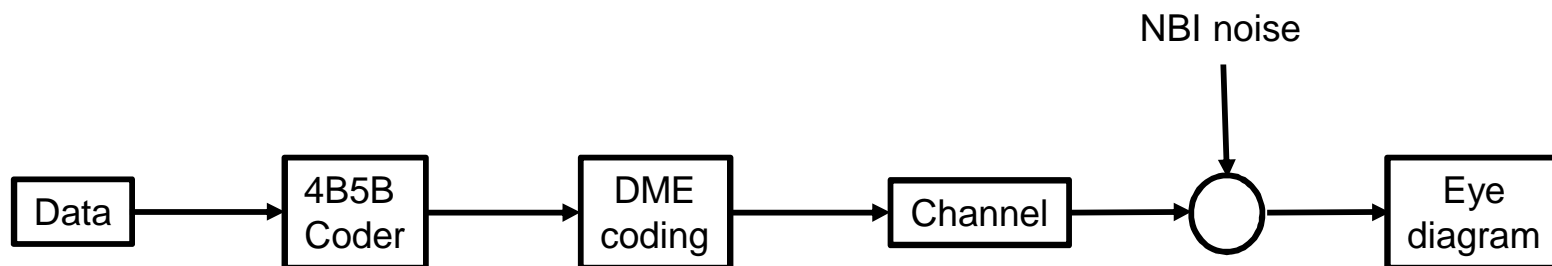 NBI noise
Data
4B5B
Coder
DME
coding
Channel
Eye
diagram